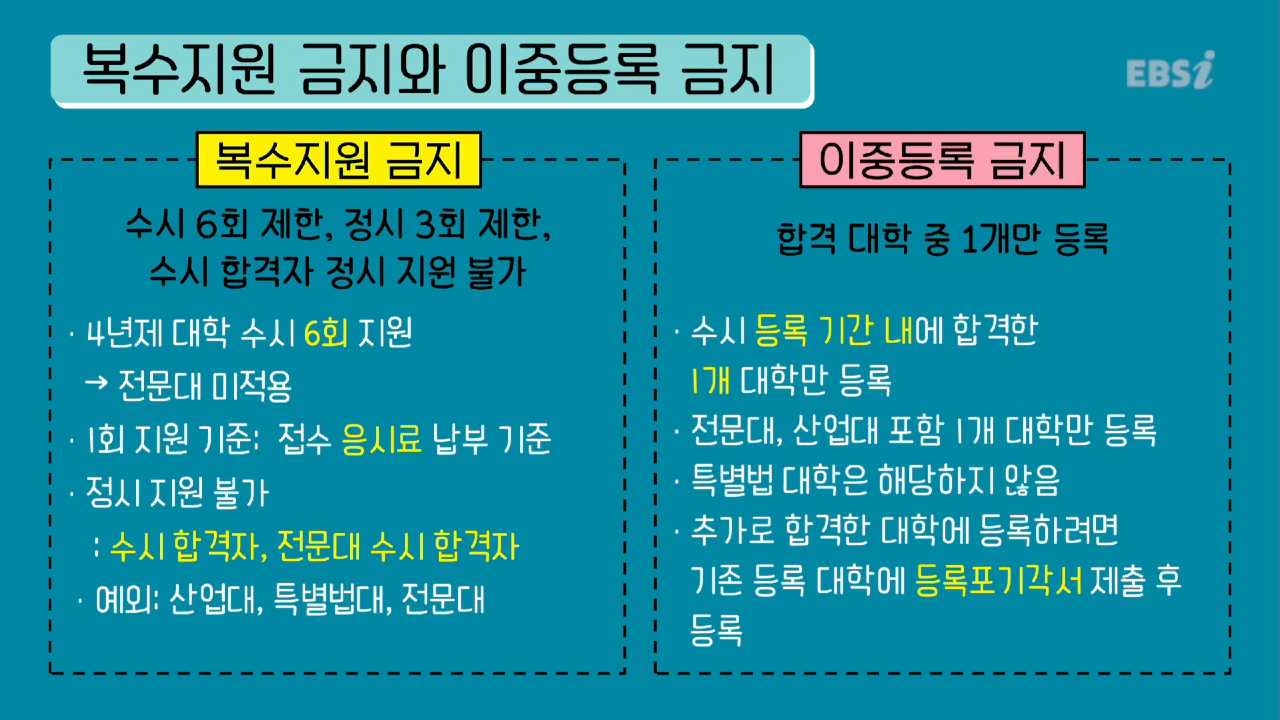 복수지원 금지와 이중등록 금지
EBSi
복수지원 금지
수시 6회 제한, 정시 3회 제한,
수시 합격자 정시 지원 불가
· 4년제 대학 수시 6회 지원
→ 전문대 미적용
· 1회 지원 기준: 접수 응시료 납부 기준
· 정시 지원 불가
: 수시 합격자, 전문대 수시 합격자
· 예외: 산업대, 특별법대, 전문대
이중등록 금지
합격 대학 중 1개만 등록
· 수시 등록 기간 내에 합격한
1개 대학만 등록
· 전문대, 산업대 포함 1개 대학만 등록
· 특별법 대학은 해당하지 않음
· 추가로 합격한 대학에 등록하려면
기존 등록 대학에 등록포기각서 제출 후
등록